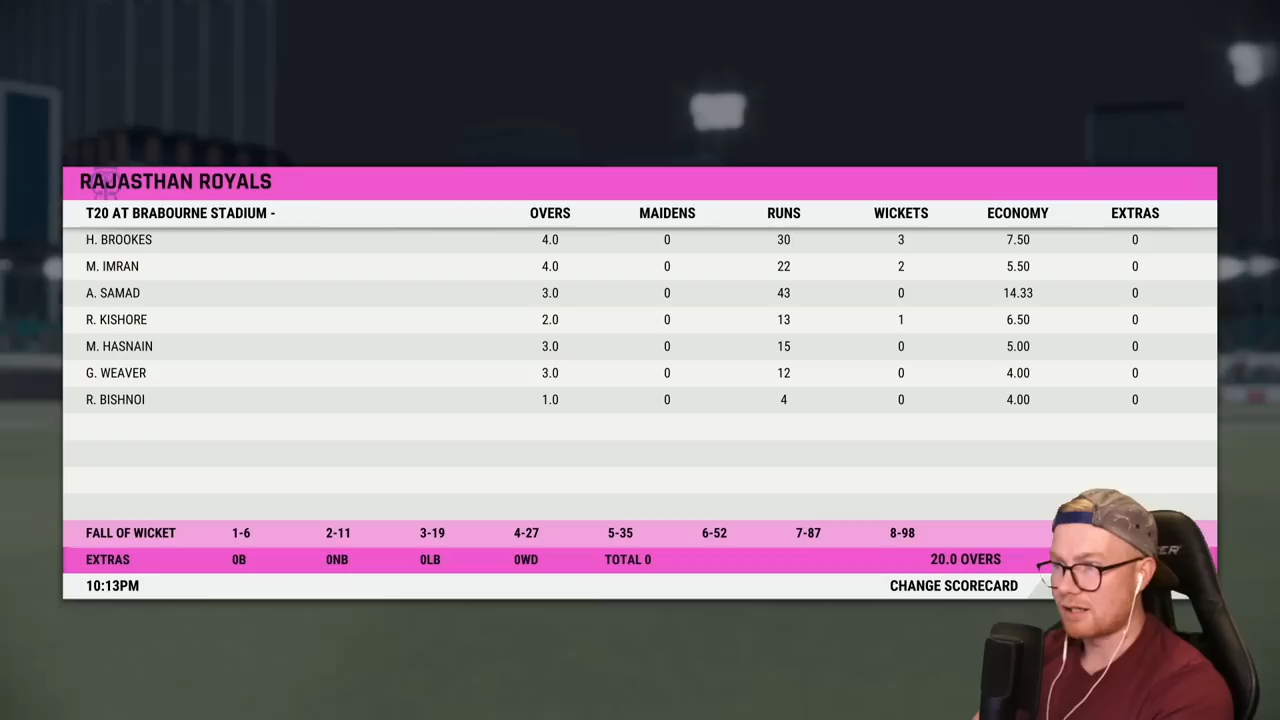 RAJASTHAN ROYALS
T20 AT BRABOURNE STADIUM - OVERS MAIDENS RUNS WICKETS ECONOMY EXTRAS
H. BROOKES 4.0 0 30 3 7.50 0
M. IMRAN 4.0 0 22 2 5.50 0
A. SAMAD 3.0 0 43 0 14.33 0
R. KISHORE 2.0 0 13 1 6.50 0
M. HASNAIN 3.0 0 15 0 5.00 0
G. WEAVER 3.0 0 12 0 4.00 0
R. BISHNOI 1.0 0 4 0 4.00 0
FALL OF WICKET 1-6 2-11 3-19 4-27 5-35 6-52 7-87 8-98
EXTRAS 0B 0NB 0LB 0WD TOTAL 0 20.0 OVERS
10:13PM CHANGE SCORECARD